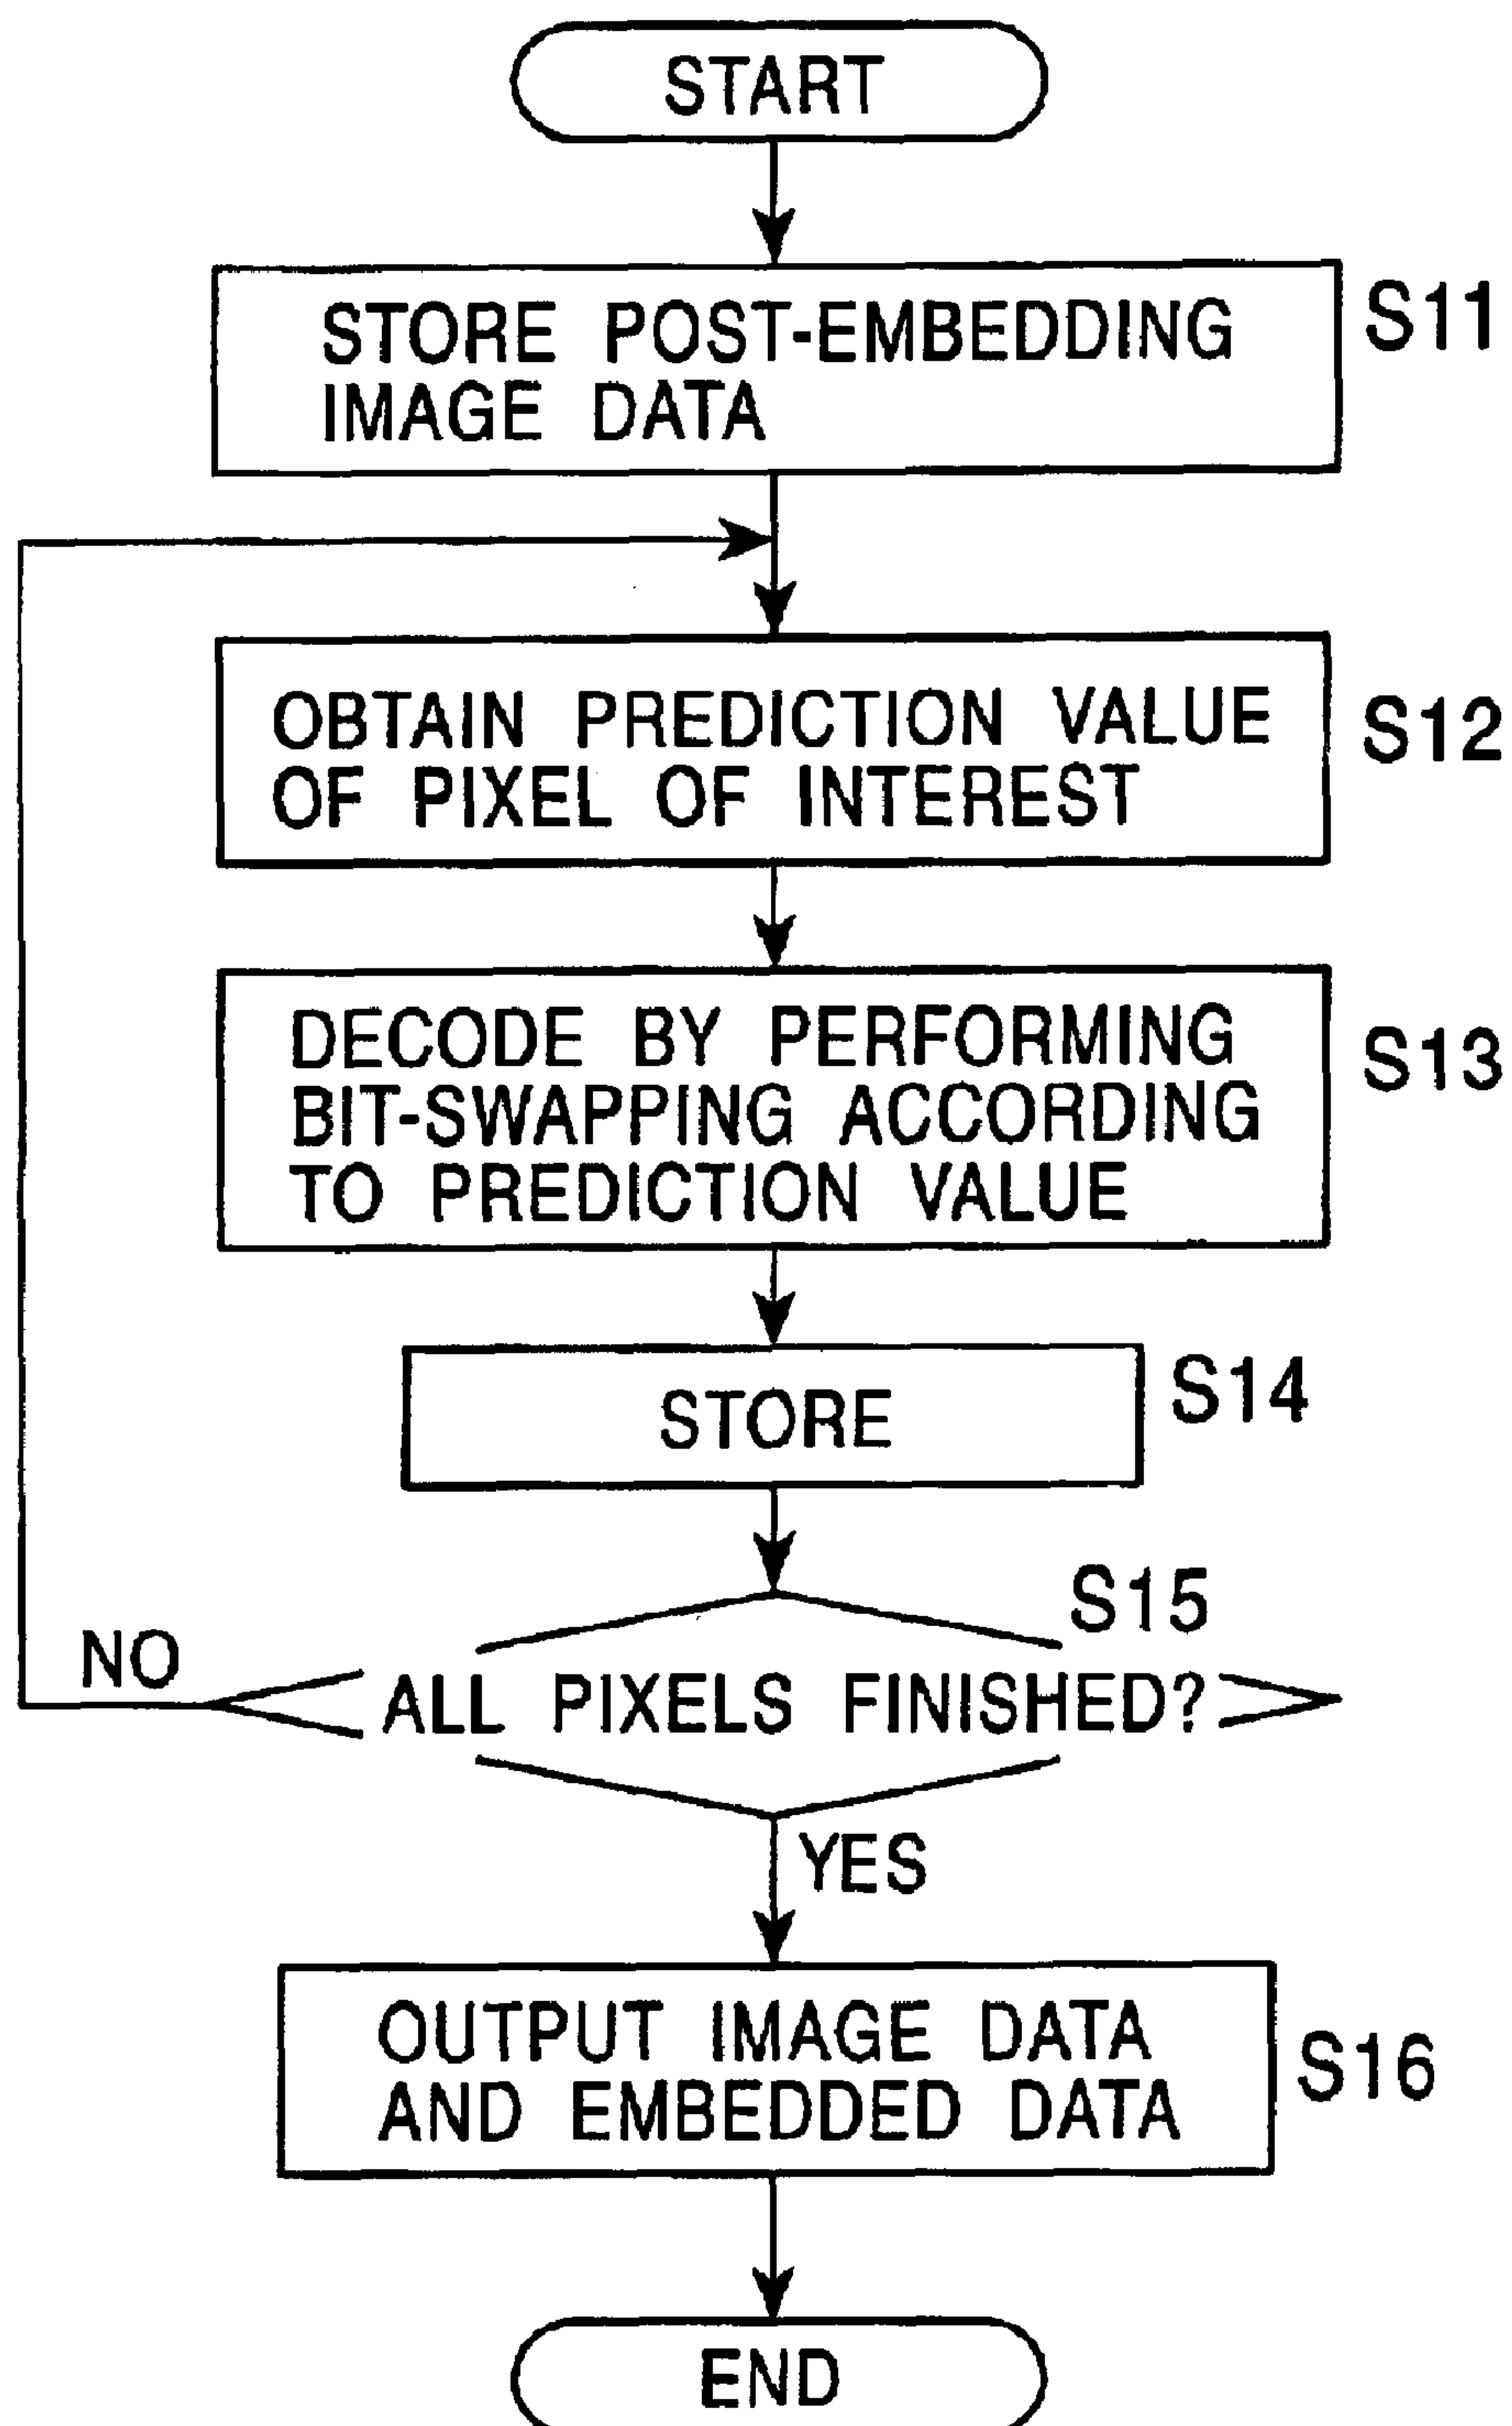 START
STORE POST-EMBEDDING
IMAGE DATA
S11
OBTAIN PREDICTION VALUE
OF PIXEL OF INTEREST
S12
DECODE BY PERFORMING
BIT-SWAPPING ACCORDING
TO PREDICTION VALUE
S13
STORE
S14
S15
NO
ALL PIXELS FINISHED?
YES
OUTPUT IMAGE DATA
AND EMBEDDED DATA
S16
END